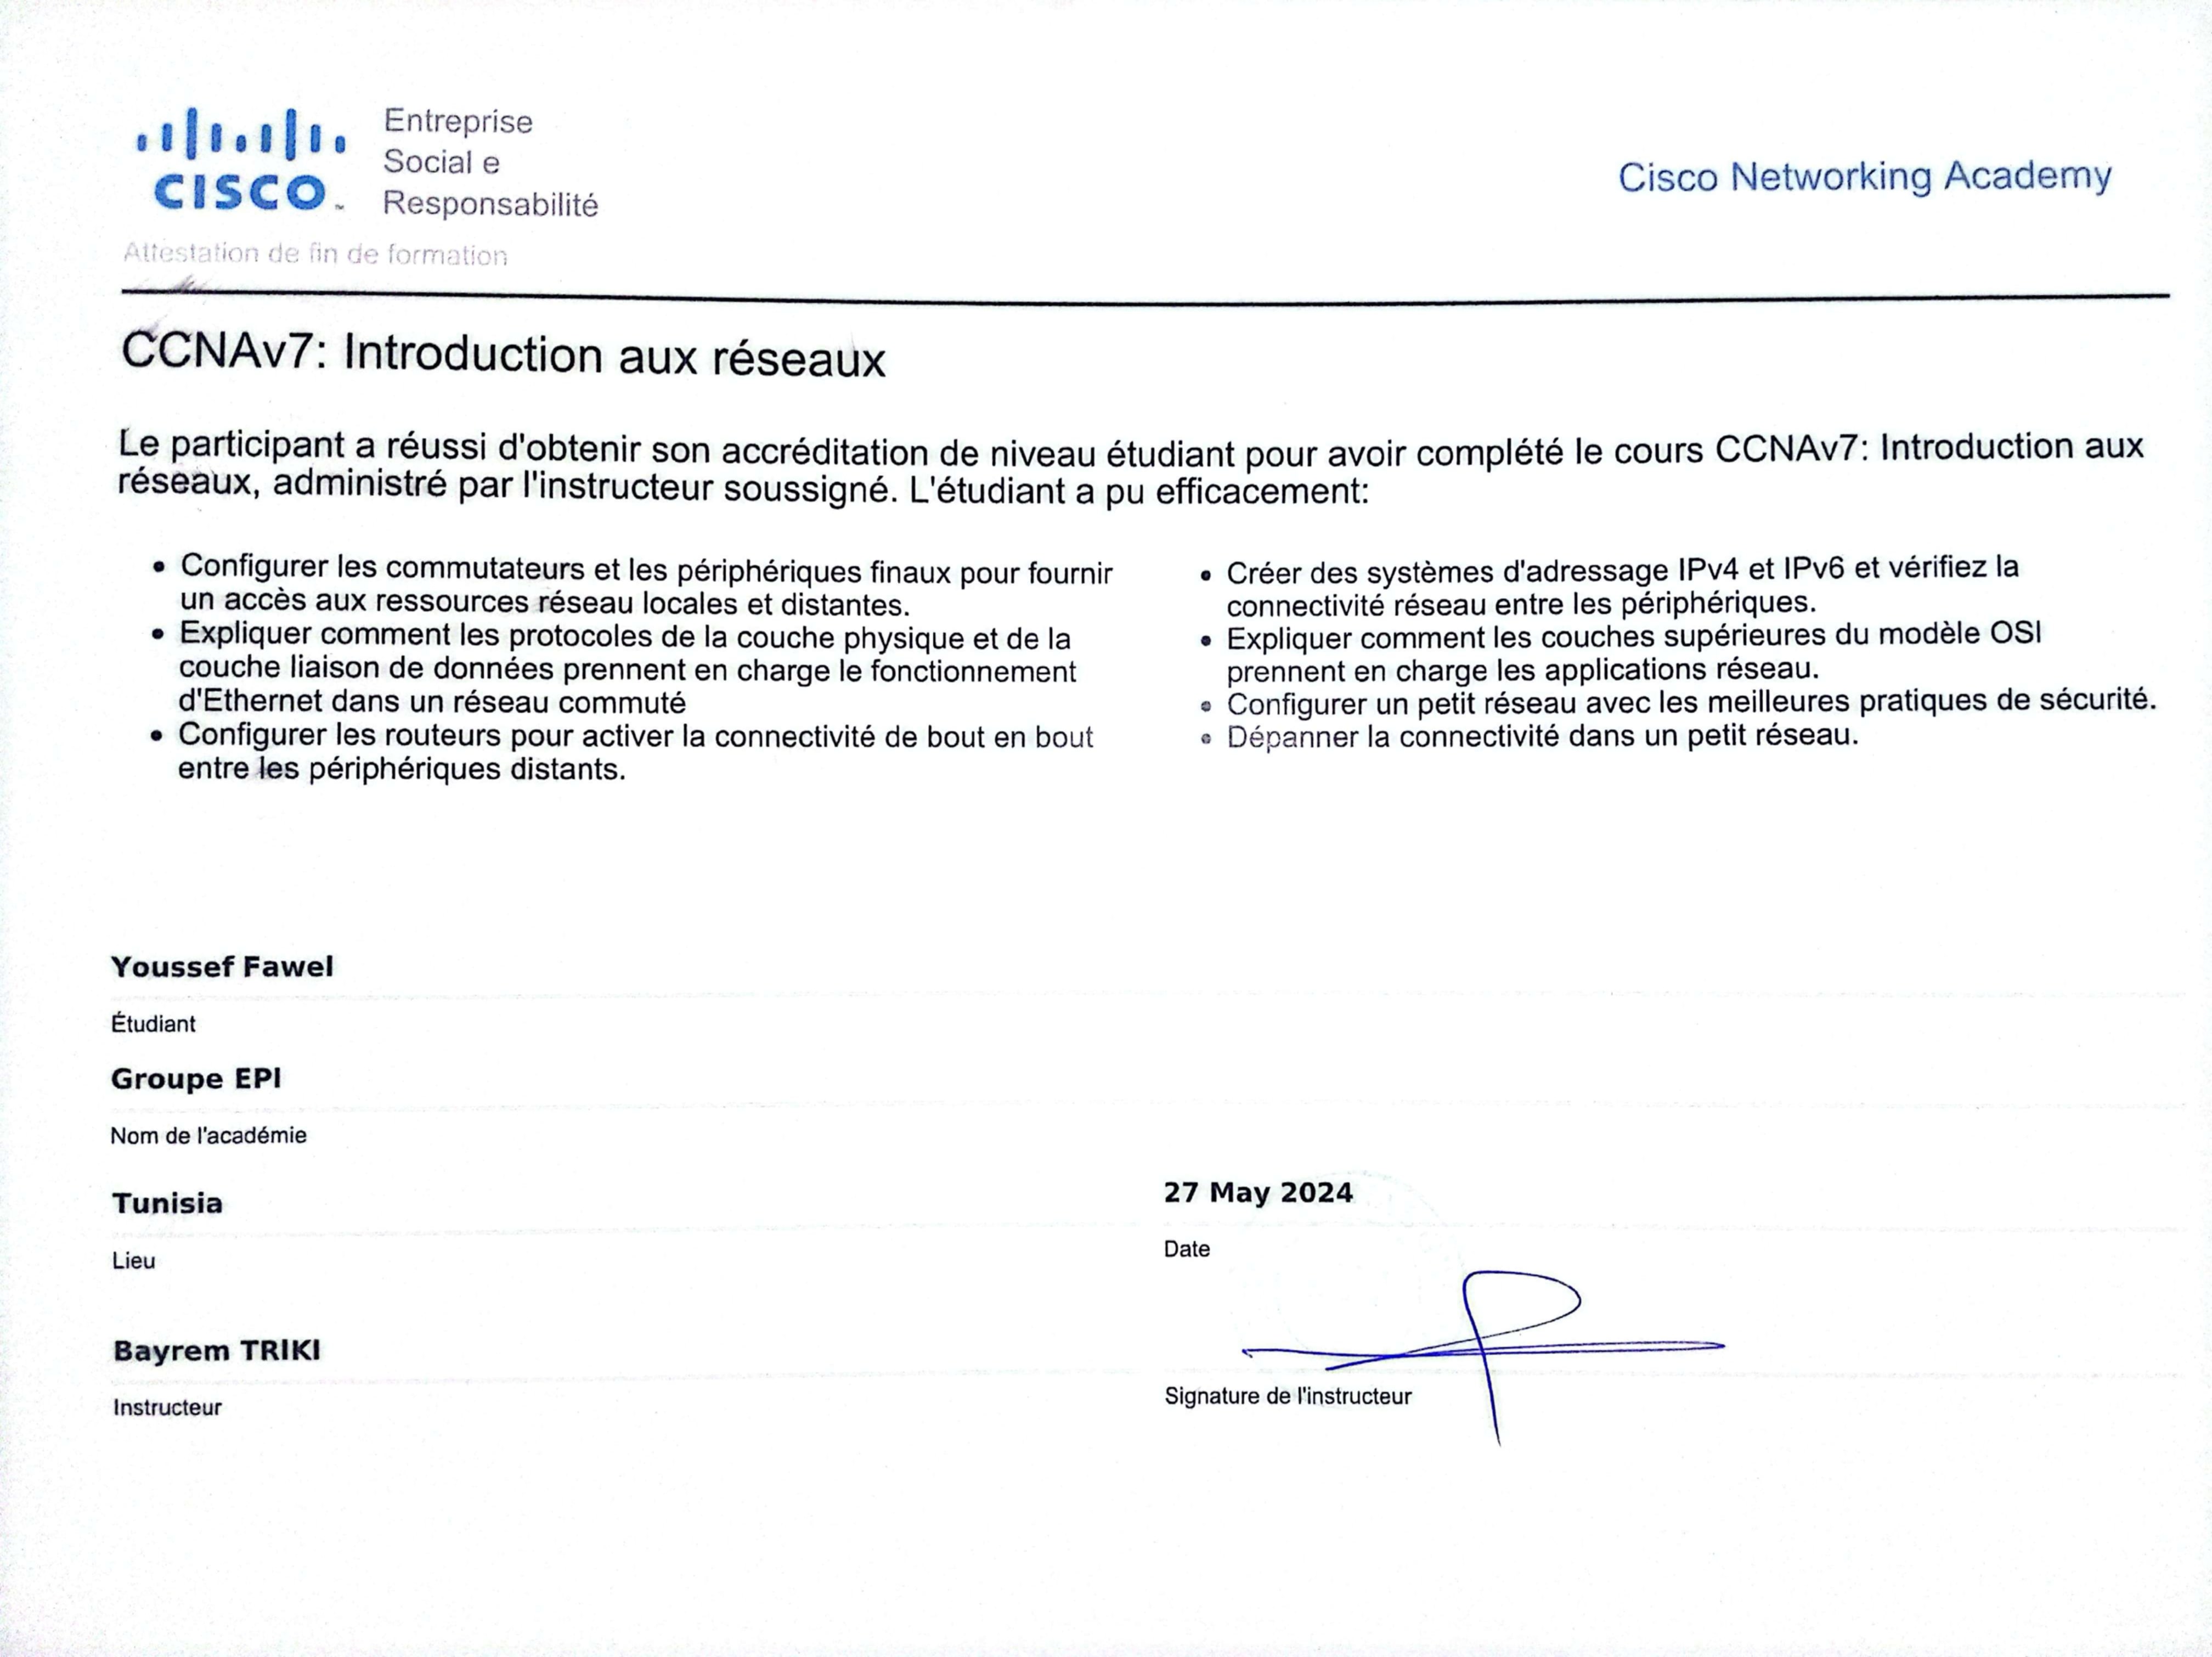 CISCO
Entreprise
Social e
Responsabilité
Cisco Networking Academy
Attestation de fin de formation
CCNAv7: Introduction aux réseaux
Le participant a réussi d'obtenir son accréditation de niveau étudiant pour avoir complété le cours CCNAv7: Introduction aux
réseaux, administré par l'instructeur soussigné. L'étudiant a pu efficacement:
• Configurer les commutateurs et les périphériques finaux pour fournir
un accès aux ressources réseau locales et distantes.
• Expliquer comment les protocoles de la couche physique et de la
couche liaison de données prennent en charge le fonctionnement
d'Ethernet dans un réseau commuté
• Configurer les routeurs pour activer la connectivité de bout en bout
entre les périphériques distants.
• Créer des systèmes d'adressage IPv4 et IPv6 et vérifiez la
connectivité réseau entre les périphériques.
• Expliquer comment les couches supérieures du modèle OSI
prennent en charge les applications réseau.
• Configurer un petit réseau avec les meilleures pratiques de sécurité.
• Dépanner la connectivité dans un petit réseau.
Youssef Fawel
Étudiant
Groupe EPI
Nom de l'académie
Tunisia
Lieu
27 May 2024
Date
Bayrem TRIKI
Instructeur
Signature de l'instructeur